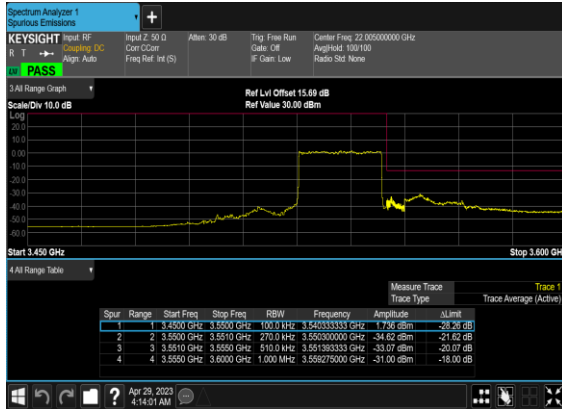 Spectrum Analyzer 1
Spurious Emissions
+
KEYSIGHT Input: RF Input Z: 50 Ω Atten: 30 dB Trig: Free Run Center Freq: 22.005000000 GHz
R T Coupling: DC Corr CCorr Gate: Off Avg|Hold: 100/100
Align: Auto Freq Ref: Int (S) IF Gain: Low Radio Std: None
PASS
3 All Range Graph
Ref Lvl Offset 15.69 dB
Scale/Div 10.0 dB Ref Value 30.00 dBm
Log
20.0
10.0
0.00
-10.0
-20.0
-30.0
-40.0
-50.0
-60.0
Start 3.450 GHz Stop 3.600 GH
4 All Range Table
Measure Trace Trace 1
Trace Type Trace Average (Active)
Spur Range Start Freq Stop Freq RBW Frequency Amplitude ΔLimit
1 1 3.4500 GHz 3.5500 GHz 100.0 kHz 3.540333333 GHz 1.736 dBm -28.26 dB
2 2 3.5500 GHz 3.5510 GHz 270.0 kHz 3.550300000 GHz -34.62 dBm -21.62 dB
3 3 3.5510 GHz 3.5550 GHz 510.0 kHz 3.551393333 GHz -33.07 dBm -20.07 dB
4 4 3.5550 GHz 3.6000 GHz 1.000 MHz 3.559275000 GHz -31.00 dBm -18.00 dB
?
Apr 29, 2023
4:14:01 AM